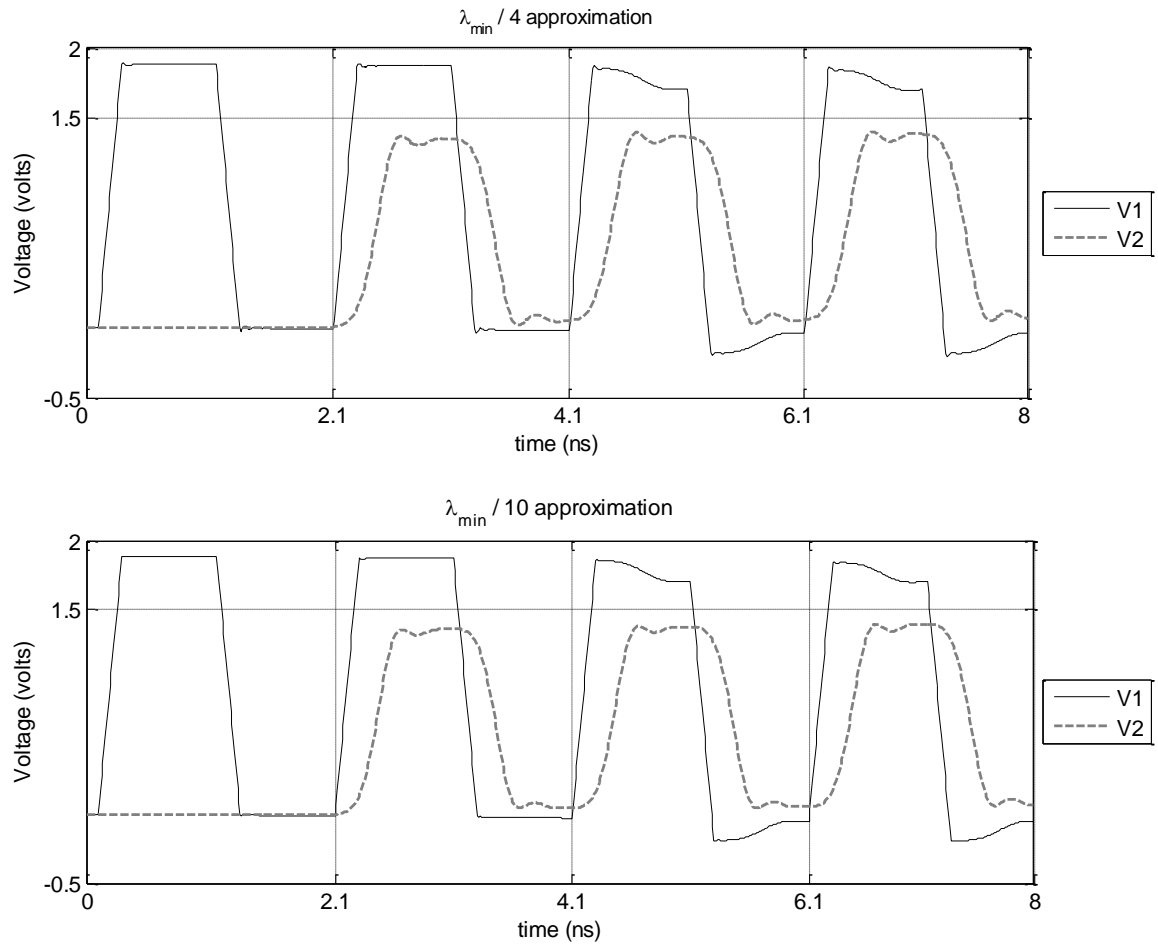 λmin / 4 approximation
2
1.5
-0.5
Voltage (volts)
0
2.1
4.1
6.1
8
time (ns)
V1
V2
λmin / 10 approximation
2
1.5
-0.5
Voltage (volts)
0
2.1
4.1
6.1
8
time (ns)
V1
V2